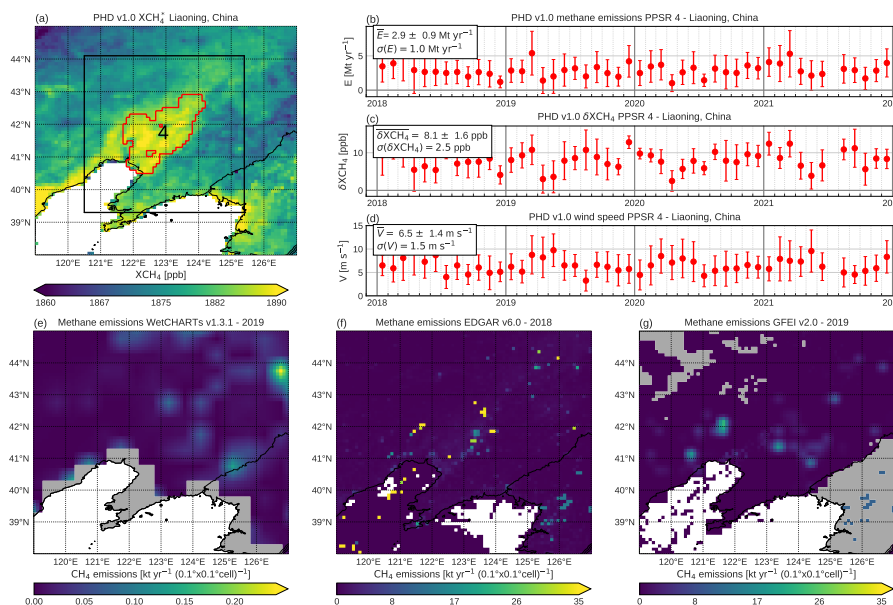 (a) PHD v1.0 XCH₄* Liaoning, China
44°N
43°N
42°N
41°N
40°N
39°N
4
120°E 121°E 122°E 123°E 124°E 125°E 126°E
XCH₄ [ppb]
1860 1867 1875 1882 1890
(b) PHD v1.0 methane emissions PPSR 4 - Liaoning, China
E̅= 2.9 ± 0.9 Mt yr⁻¹
σ(E) = 1.0 Mt yr⁻¹
E [Mt yr⁻¹]
5
0
2018 2019 2020 2021 20
(c) PHD v1.0 δXCH₄ PPSR 4 - Liaoning, China
δXCH₄ = 8.1 ± 1.6 ppb
σ(δXCH₄) = 2.5 ppb
δXCH₄ [ppb]
10
0
2018 2019 2020 2021 20
(d) PHD v1.0 wind speed PPSR 4 - Liaoning, China
V̅ = 6.5 ± 1.4 m s⁻¹
σ(V) = 1.5 m s⁻¹
V [m s⁻¹]
15
10
5
0
2018 2019 2020 2021 20
(e) Methane emissions WetCHARTs v1.3.1 - 2019
44°N
43°N
42°N
41°N
40°N
39°N
120°E 121°E 122°E 123°E 124°E 125°E 126°E
CH₄ emissions [kt yr⁻¹ (0.1°x0.1°cell)⁻¹]
0.00 0.05 0.10 0.15 0.20
(f) Methane emissions EDGAR v6.0 - 2018
44°N
43°N
42°N
41°N
40°N
39°N
120°E 121°E 122°E 123°E 124°E 125°E 126°E
CH₄ emissions [kt yr⁻¹ (0.1°x0.1°cell)⁻¹]
0 8 17 26 35
(g) Methane emissions GFEI v2.0 - 2019
44°N
43°N
42°N
41°N
40°N
39°N
120°E 121°E 122°E 123°E 124°E 125°E 126°E
CH₄ emissions [kt yr⁻¹ (0.1°x0.1°cell)⁻¹]
0 8 17 26 35